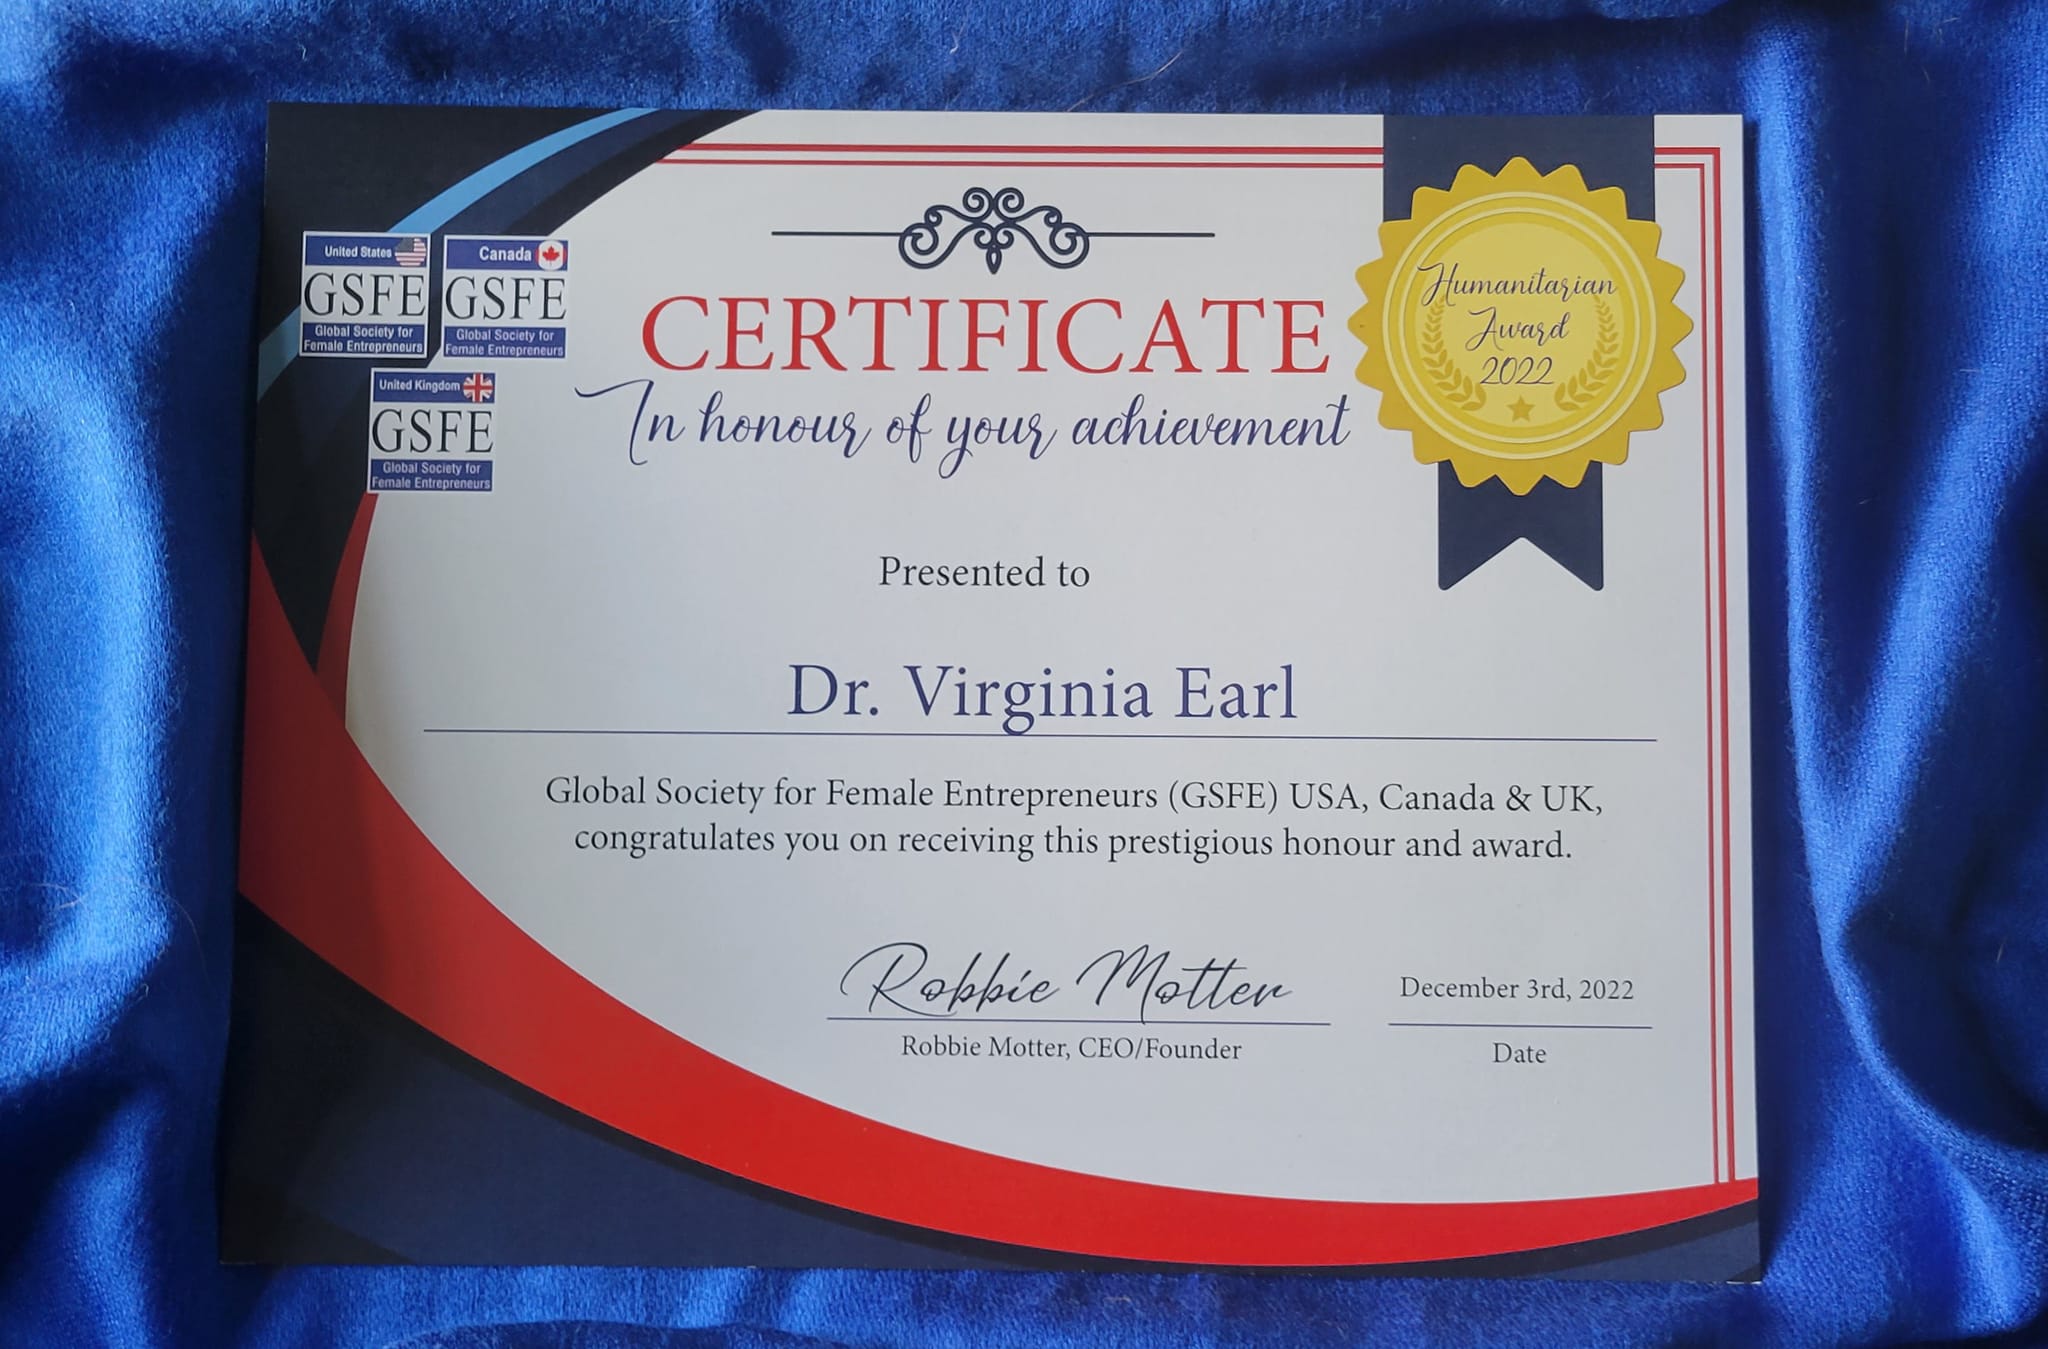 United States
GSFE
Global Society for
Female Entrepreneurs
Canada
GSFE
Global Society for
Female Entrepreneurs
United Kingdom
GSFE
Global Society for
Female Entrepreneurs
CERTIFICATE
In honour of your achievement
Humanitarian
Award
2022
Presented to
Dr. Virginia Earl
Global Society for Female Entrepreneurs (GSFE) USA, Canada & UK,
congratulates you on receiving this prestigious honour and award.
Robbie Motter
Robbie Motter, CEO/Founder
December 3rd, 2022
Date